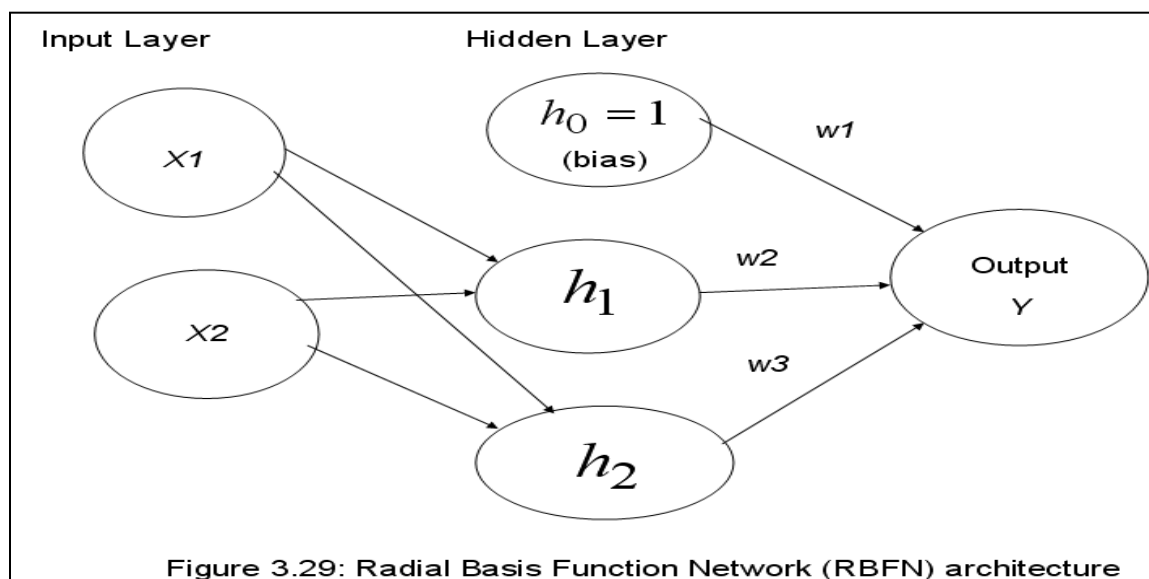 Input Layer
Hidden Layer
X1
h₀ = 1
(bias)
w1
X2
h₁
w2
Output
Y
h₂
w3
Figure 3.29: Radial Basis Function Network (RBFN) architecture